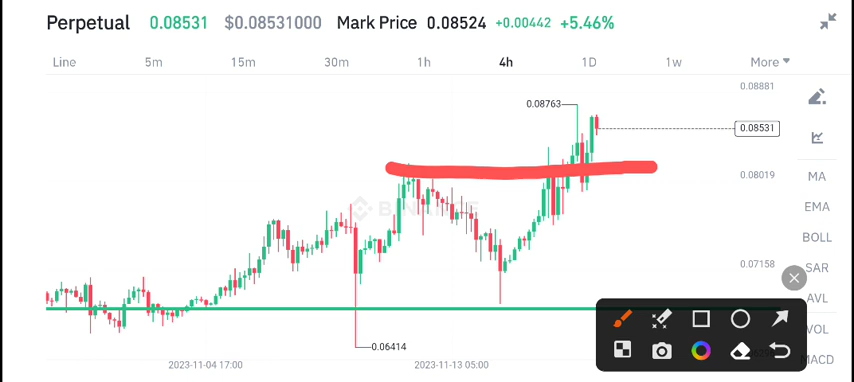 Perpetual 0.08531 $0.08531000 Mark Price 0.08524 +0.00442 +5.46%
Line 5m 15m 30m 1h 4h 1D 1w More
0.08881
0.08763
0.08531
0.08019
MA
EMA
BINANCE
BOLL
0.07158
SAR
AVL
VOL
0.06414
MACD
2023-11-04 17:00 2023-11-13 05:00